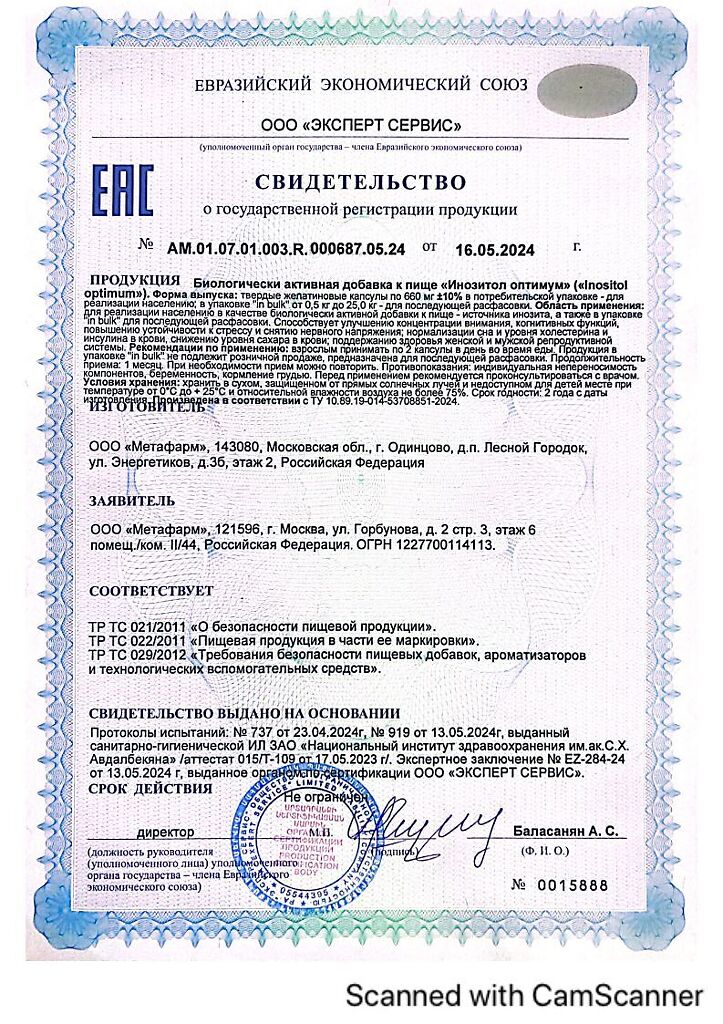 ЕВРАЗИЙСКИЙ ЭКОНОМИЧЕСКИЙ СОЮЗ
ООО «ЭКСПЕРТ СЕРВИС»
(уполномоченный орган государства – члена Евразийского экономического союза)
ЕАС
СВИДЕТЕЛЬСТВО
о государственной регистрации продукции
№ AM.01.07.01.003.R.000687.05.24 от 16.05.2024 г.
ПРОДУКЦИЯ Биологически активная добавка к пище «Инозитол оптимум» («Inositol
optimum»). Форма выпуска: твердые желатиновые капсулы по 660 мг ±10% в потребительской упаковке - для
реализации населению; в упаковке "in bulk" от 0,5 кг до 25,0 кг - для последующей расфасовки. Область применения:
для реализации населению в качестве биологически активной добавки к пище - источника инозита, а также в упаковке
"in bulk" для последующей расфасовки. Способствует улучшению концентрации внимания, когнитивных функций,
повышению устойчивости к стрессу и снятию нервного напряжения; нормализации сна и уровня холестерина и
инсулина в крови, снижению уровня сахара в крови; поддержанию здоровья женской и мужской репродуктивной
системы. Рекомендации по применению: взрослым принимать по 2 капсулы в день во время еды. Продукция в
упаковке "in bulk" не подлежит розничной продаже, предназначена для последующей расфасовки. Продолжительность
приема: 1 месяц. При необходимости прием можно повторить. Противопоказания: индивидуальная непереносимость
компонентов, беременность, кормление грудью. Перед применением рекомендуется проконсультироваться с врачом.
Условия хранения: хранить в сухом, защищенном от прямых солнечных лучей и недоступном для детей месте при
температуре от 0°С до + 25°С и относительной влажности воздуха не более 75%. Срок годности: 2 года с даты
изготовления. Произведена в соответствии с ТУ 10.89.19-014-53708851-2024.
ИЗГОТОВИТЕЛЬ
ООО «Метафарм», 143080, Московская обл., г. Одинцово, д.п. Лесной Городок,
ул. Энергетиков, д.3б, этаж 2, Российская Федерация
ЗАЯВИТЕЛЬ
ООО «Метафарм», 121596, г. Москва, ул. Горбунова, д. 2 стр. 3, этаж 6
помещ./ком. II/44, Российская Федерация. ОГРН 1227700114113.
СООТВЕТСТВУЕТ
ТР ТС 021/2011 «О безопасности пищевой продукции».
ТР ТС 022/2011 «Пищевая продукция в части ее маркировки».
ТР ТС 029/2012 «Требования безопасности пищевых добавок, ароматизаторов
и технологических вспомогательных средств».
СВИДЕТЕЛЬСТВО ВЫДАНО НА ОСНОВАНИИ
Протоколы испытаний: № 737 от 23.04.2024г, № 919 от 13.05.2024г, выданный
санитарно-гигиенической ИЛ ЗАО «Национальный институт здравоохранения им.ак.С.Х.
Авдалбекяна» /аттестат 015/Т-109 от 17.05.2023 г/. Экспертное заключение № EZ-284-24
от 13.05.2024 г, выданное органом по сертификации ООО «ЭКСПЕРТ СЕРВИС».
СРОК ДЕЙСТВИЯ
Не ограничен
директор М.П. (подпись) Баласанян А. С.
(должность руководителя (Ф. И. О.)
(уполномоченного лица) уполномоченного
органа государства – члена Евразийского
экономического союза)
ОРГАН
СЕРТИФИКАЦИИ
ПРОДУКЦИИ
PRODUCTION
BODY
05544395
№ 0015888
Scanned with CamScanner